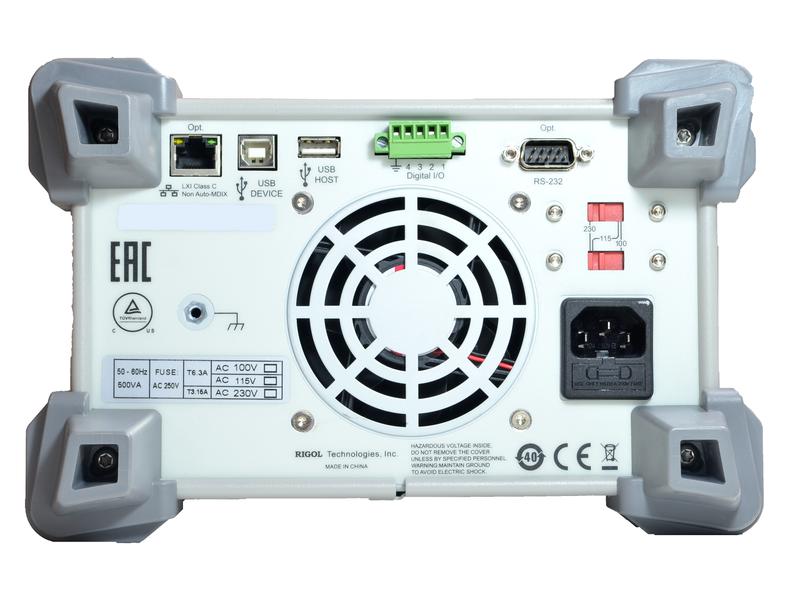 Opt.
LXI Class C
Non Auto-MDIX
USB
DEVICE
USB
HOST
4 3 2 1
Digital I/O
Opt.
RS-232
230
115
100
EAC
TÜVRheinland
C US
50 - 60Hz
500VA
FUSE:
AC 250V
T6.3A
T3.15A
AC 100V
AC 115V
AC 230V
RIGOL Technologies, Inc.
MADE IN CHINA
HAZARDOUS VOLTAGE INSIDE,
DO NOT REMOVE THE COVER
UNLESS BY SPECIFIED PERSONNEL.
WARNING:MAINTAIN GROUND
TO AVOID ELECTRIC SHOCK.
40
CE